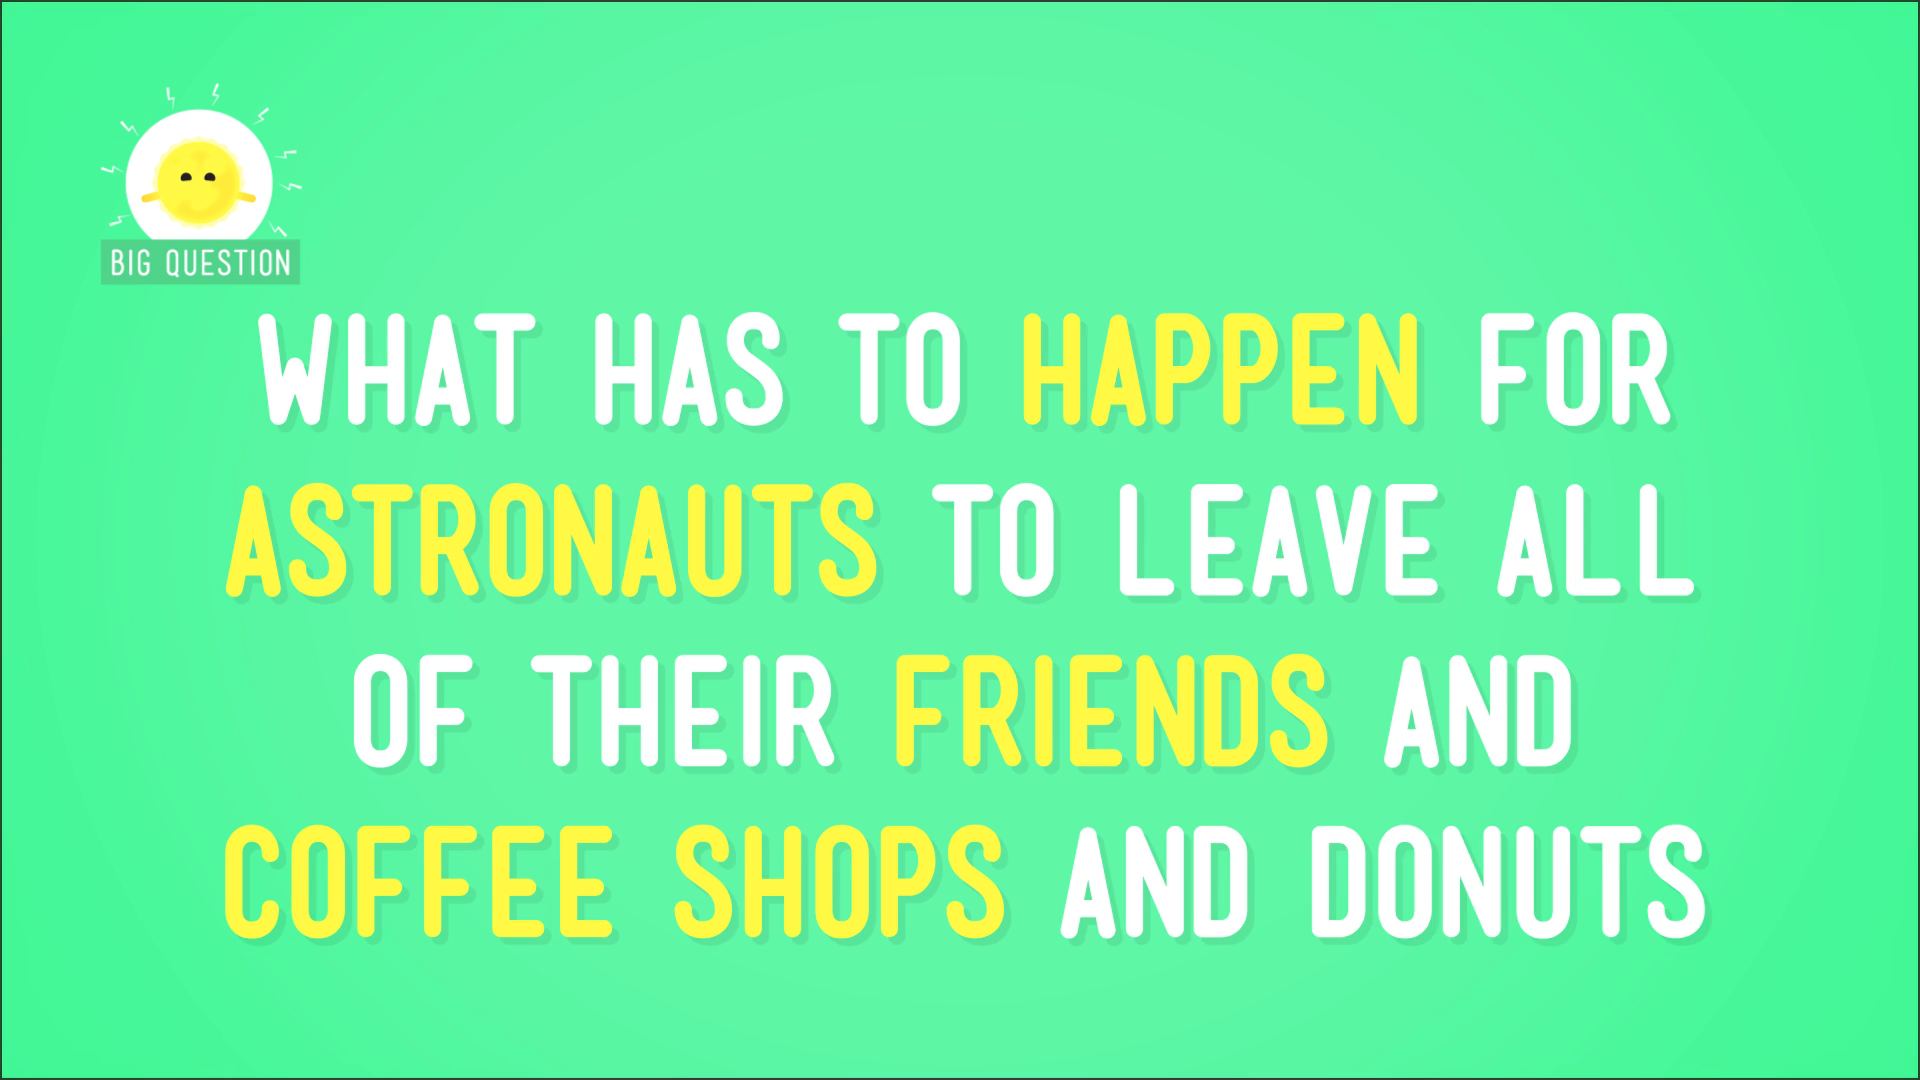 BIG QUESTION
WHAT HAS TO HAPPEN FOR
ASTRONAUTS TO LEAVE ALL
OF THEIR FRIENDS AND
COFFEE SHOPS AND DONUTS